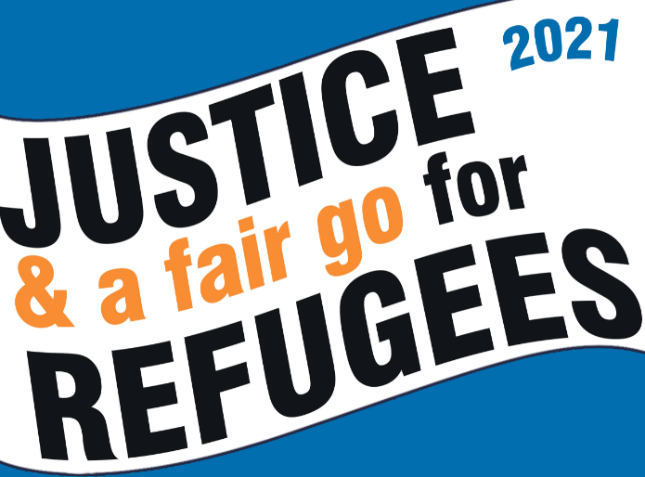 2021
JUSTICE
& a fair go for
REFUGEES